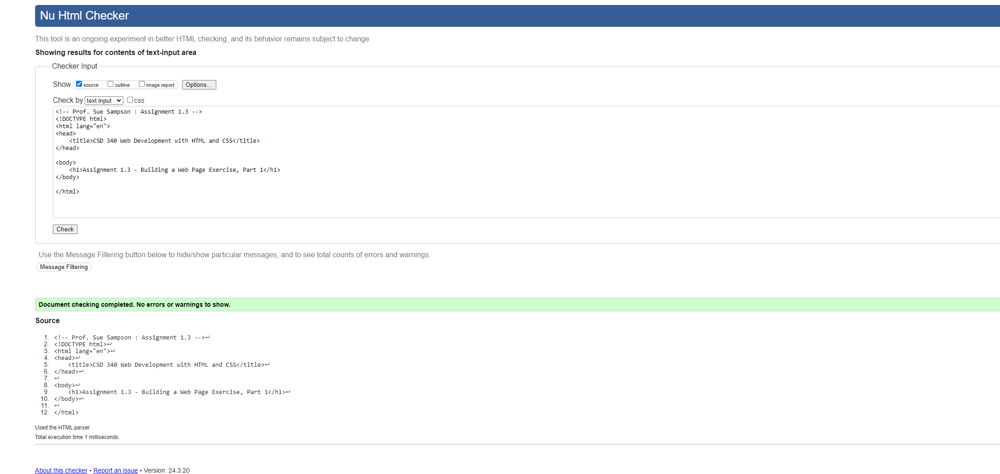 Nu Html Checker
This tool is an ongoing experiment in better HTML checking, and its behavior remains subject to change
Showing results for contents of text-input area
Checker Input
Show source outline image report Options...
Check by text input css
<!-- Prof. Sue Sampson : Assignment 1.3 -->
<!DOCTYPE html>
<html lang="en">
<head>
    <title>CSD 340 Web Development with HTML and CSS</title>
</head>

<body>
    <h1>Assignment 1.3 - Building a Web Page Exercise, Part 1</h1>
</body>

</html>
Check
Use the Message Filtering button below to hide/show particular messages, and to see total counts of errors and warnings.
Message Filtering
Document checking completed. No errors or warnings to show.
Source
1. <!-- Prof. Sue Sampson : Assignment 1.3 -->↩
2. <!DOCTYPE html>↩
3. <html lang="en">↩
4. <head>↩
5.     <title>CSD 340 Web Development with HTML and CSS</title>↩
6. </head>↩
7. ↩
8. <body>↩
9.     <h1>Assignment 1.3 - Building a Web Page Exercise, Part 1</h1>↩
10. </body>↩
11. ↩
12. </html>
Used the HTML parser.
Total execution time 1 milliseconds.
About this checker • Report an issue • Version: 24.3.20